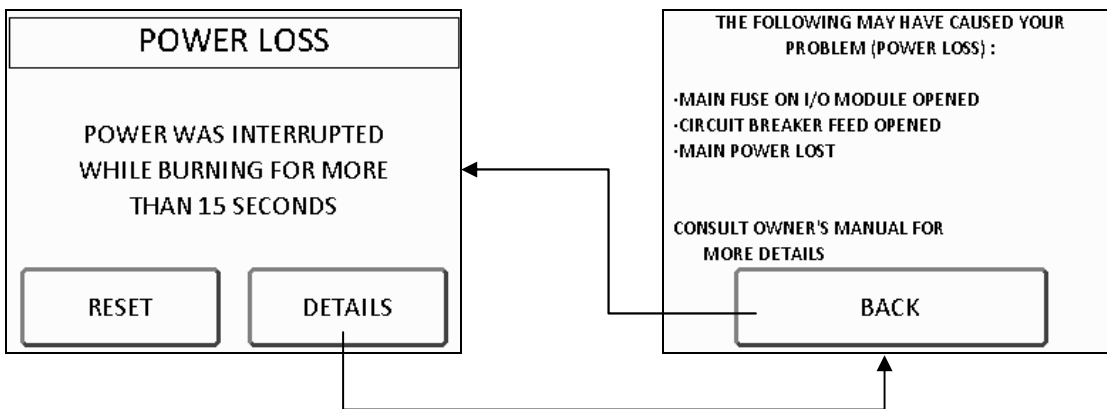 POWER LOSS
POWER WAS INTERRUPTED
WHILE BURNING FOR MORE
THAN 15 SECONDS
RESET
DETAILS
THE FOLLOWING MAY HAVE CAUSED YOUR
PROBLEM (POWER LOSS) :
·MAIN FUSE ON I/O MODULE OPENED
·CIRCUIT BREAKER FEED OPENED
·MAIN POWER LOST
CONSULT OWNER'S MANUAL FOR
MORE DETAILS
BACK